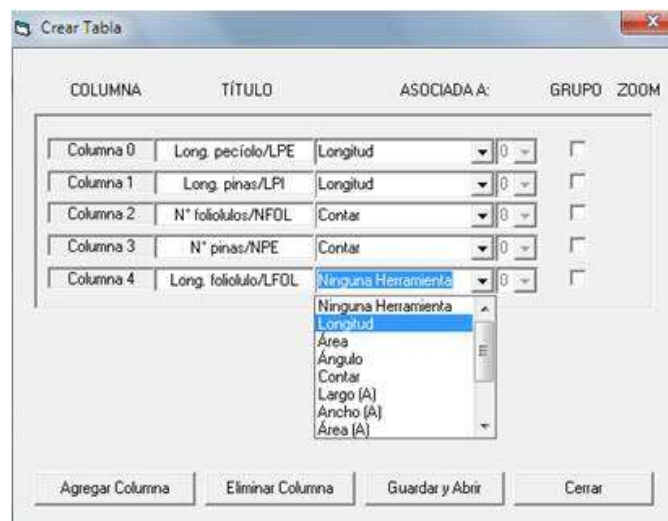 Crear Tabla
COLUMNA TÍTULO ASOCIADA A: GRUPO ZOOM
Columna 0 Long. pecíolo/LPE Longitud 0
Columna 1 Long. pinas/LPI Longitud 0
Columna 2 N° foliolulos/NFOL Contar 0
Columna 3 N° pinas/NPE Contar 0
Columna 4 Long. foliolulo/LFOL Ninguna Herramienta 0
Ninguna Herramienta
Longitud
Área
Ángulo
Contar
Largo (A)
Ancho (A)
Área (A)
Agregar Columna Eliminar Columna Guardar y Abrir Cerrar